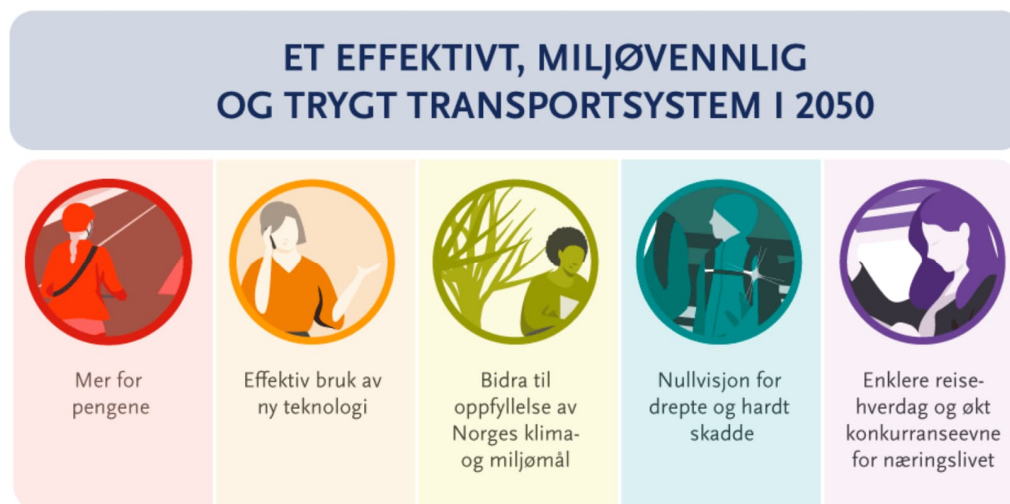 ET EFFEKTIVT, MILJØVENNLIG
OG TRYGT TRANSPORTSYSTEM I 2050
Mer for
pengene
Effektiv bruk av
ny teknologi
Bidra til
oppfyllelse av
Norges klima-
og miljømål
Nullvisjon for
drepte og hardt
skadde
Enklere reise-
hverdag og økt
konkurranseevne
for næringslivet